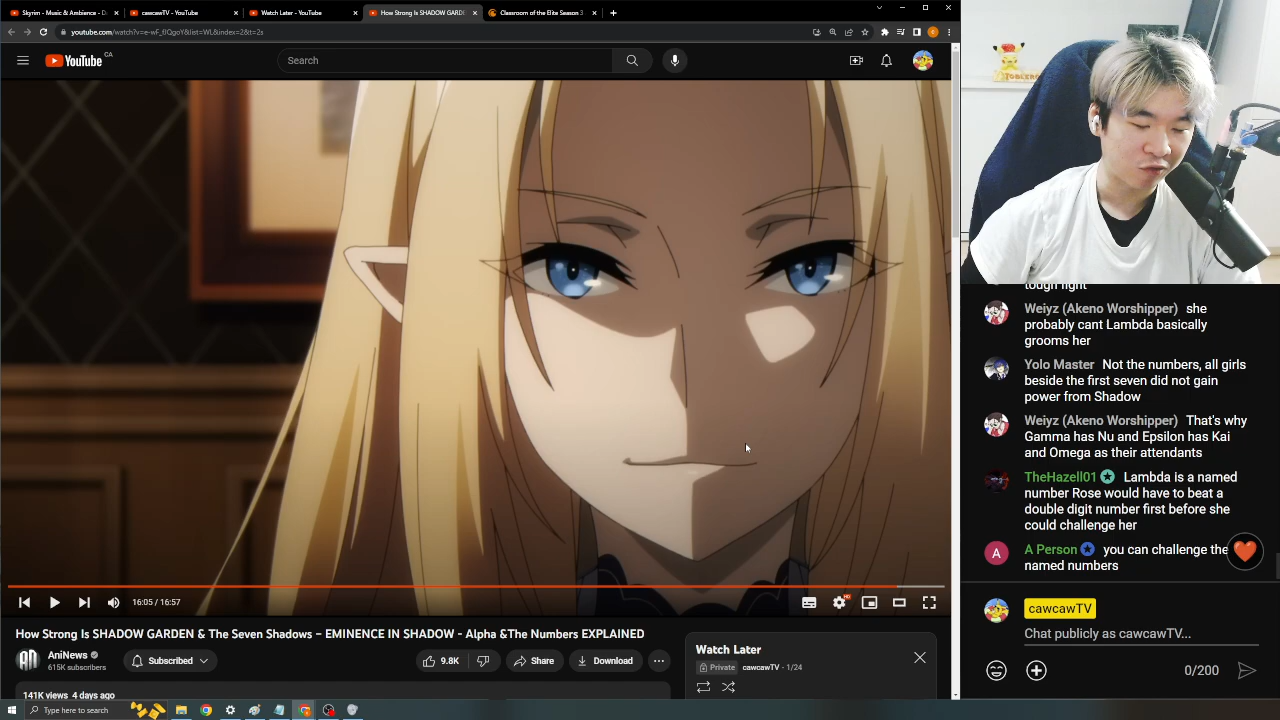 Skyrim - Music & Ambience - D
cawcawTV - YouTube
Watch Later - YouTube
How Strong Is SHADOW GARDE
Classroom of the Elite Season 3
youtube.com/watch?v=e-wF_flQgoY&list=WL&index=2&t=2s
YouTube CA
Search
TOBLERO
16:05 / 16:57
HD
How Strong Is SHADOW GARDEN & The Seven Shadows – EMINENCE IN SHADOW - Alpha &The Numbers EXPLAINED
AniNews
615K subscribers
Subscribed
9.8K
Share
Download
141K views 4 days ago
Watch Later
Private cawcawTV - 1/24
Type here to search
tough fight
Weiyz (Akeno Worshipper) she
probably cant Lambda basically
grooms her
Yolo Master Not the numbers, all girls
beside the first seven did not gain
power from Shadow
Weiyz (Akeno Worshipper) That's why
Gamma has Nu and Epsilon has Kai
and Omega as their attendants
TheHazell01 Lambda is a named
number Rose would have to beat a
double digit number first before she
could challenge her
A Person you can challenge the
named numbers
cawcawTV
Chat publicly as cawcawTV...
0/200